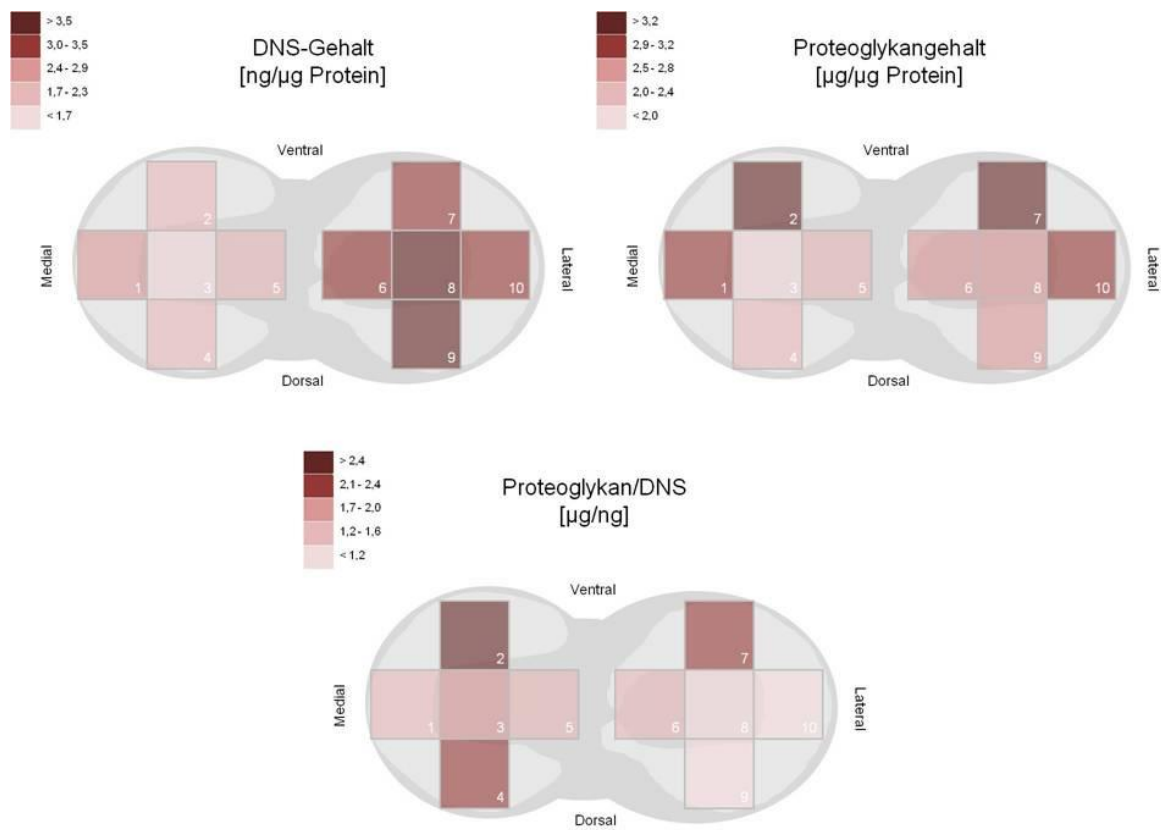 > 3,5
3,0 - 3,5
2,4 - 2,9
1,7 - 2,3
< 1,7
DNS-Gehalt
[ng/µg Protein]
Ventral
Medial
Lateral
2
7
1
3
5
6
8
10
4
9
Dorsal
> 3,2
2,9 - 3,2
2,5 - 2,8
2,0 - 2,4
< 2,0
Proteoglykangehalt
[µg/µg Protein]
Ventral
Medial
Lateral
2
7
1
3
5
6
8
10
4
9
Dorsal
> 2,4
2,1 - 2,4
1,7 - 2,0
1,2 - 1,6
< 1,2
Proteoglykan/DNS
[µg/ng]
Ventral
Medial
Lateral
2
7
1
3
5
6
8
10
4
9
Dorsal